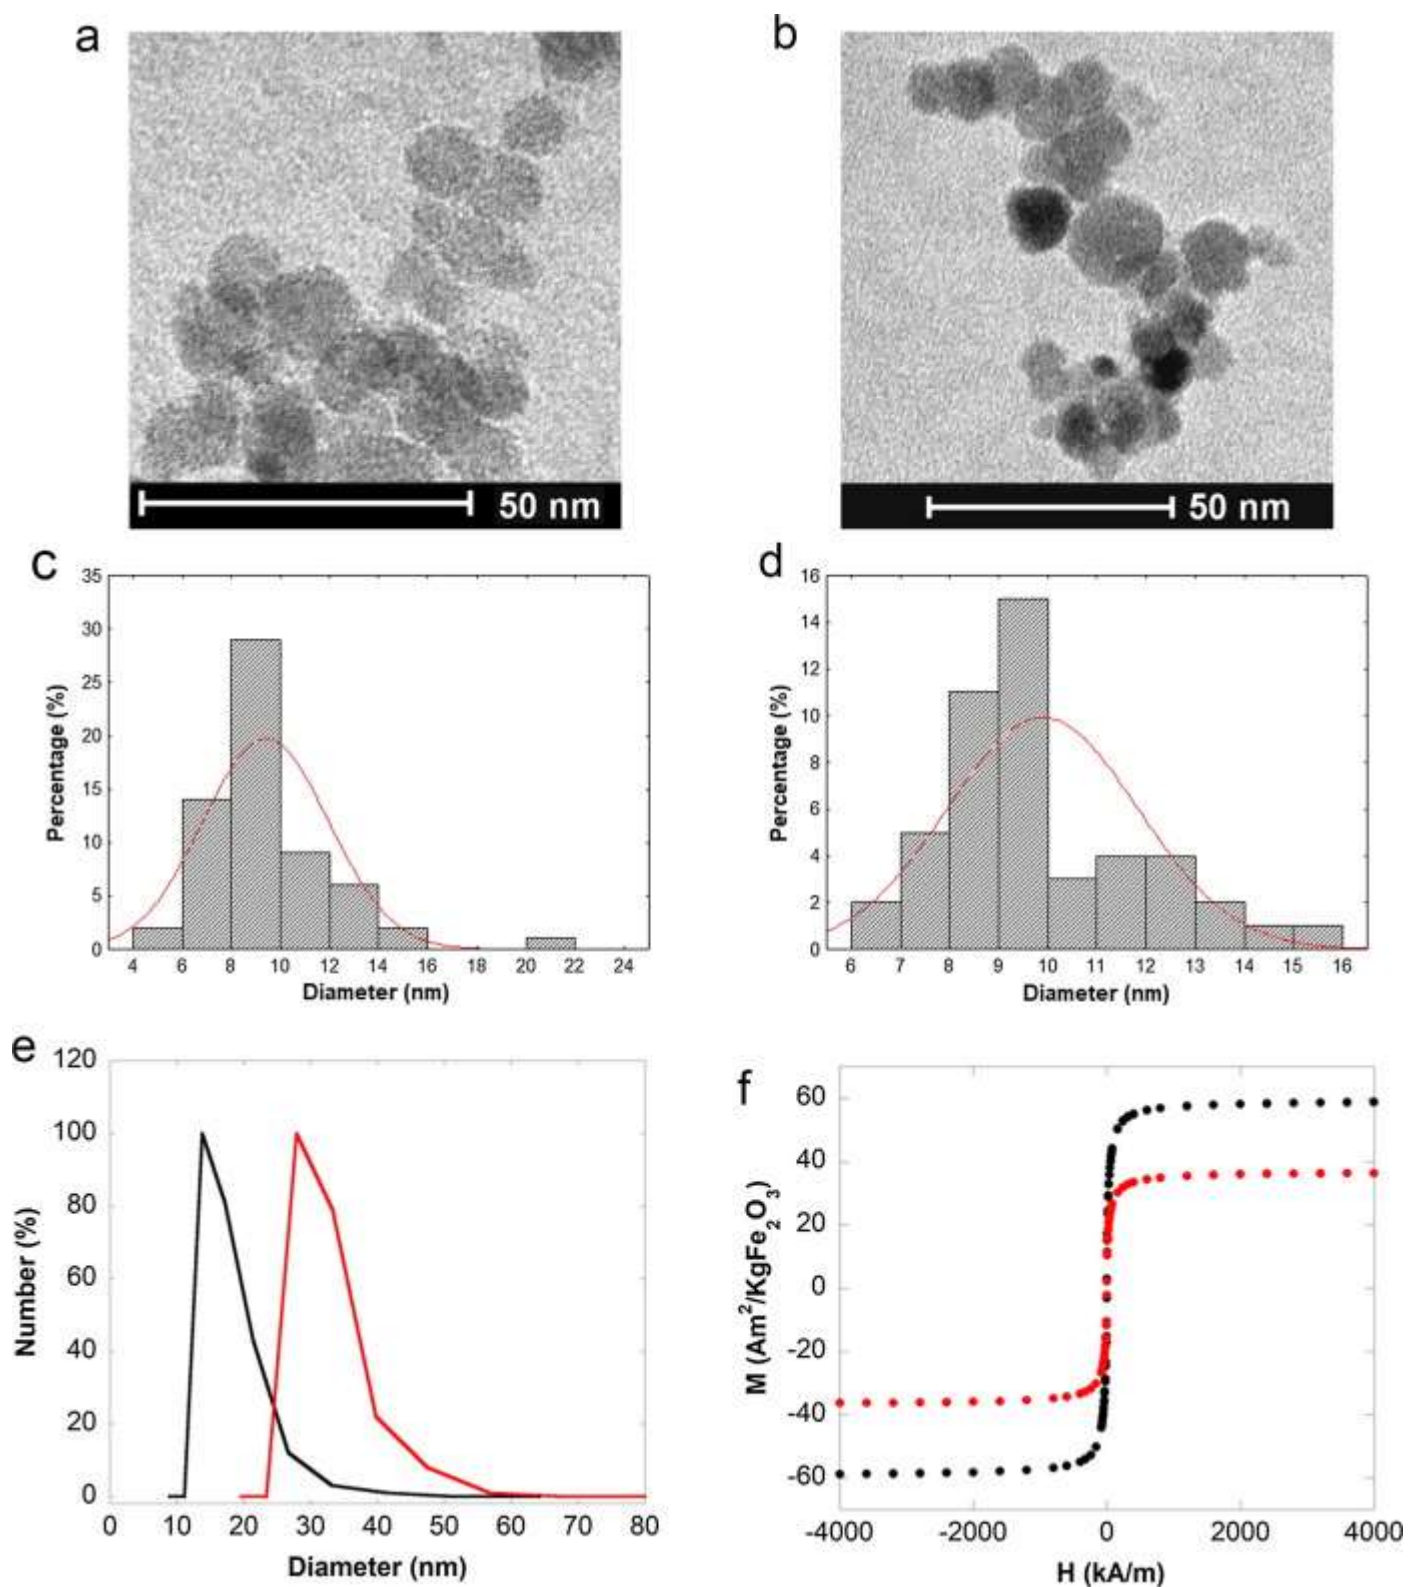 a
b
50 nm
50 nm
c
35
30
25
20
15
10
5
0
Percentage (%)
4 6 8 10 12 14 16 18 20 22 24
Diameter (nm)
d
16
14
12
10
8
6
4
2
0
Percentage (%)
6 7 8 9 10 11 12 13 14 15 16
Diameter (nm)
e
120
100
80
60
40
20
0
Number (%)
0 10 20 30 40 50 60 70 80
Diameter (nm)
f
60
40
20
0
-20
-40
-60
M (Am²/KgFe₂O₃)
-4000 -2000 0 2000 4000
H (kA/m)